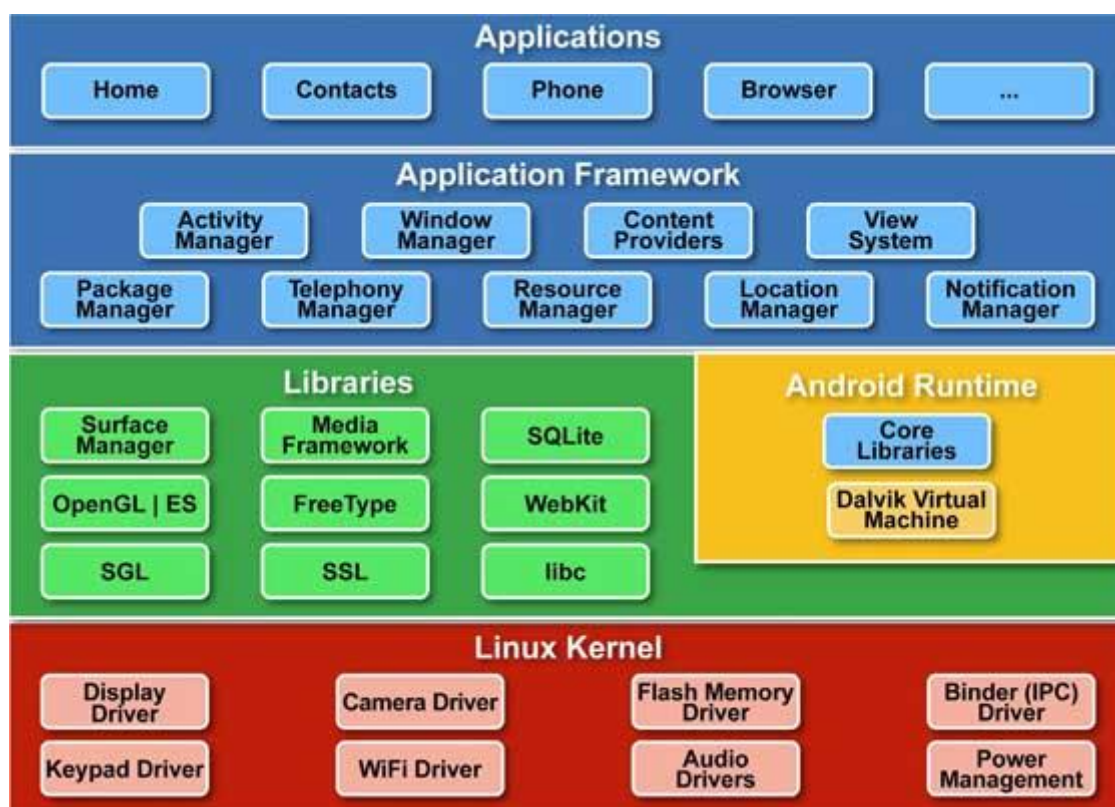 Applications
Home
Contacts
Phone
Browser
...
Application Framework
Activity
Manager
Window
Manager
Content
Providers
View
System
Package
Manager
Telephony
Manager
Resource
Manager
Location
Manager
Notification
Manager
Libraries
Surface
Manager
Media
Framework
SQLite
OpenGL | ES
FreeType
WebKit
SGL
SSL
libc
Android Runtime
Core
Libraries
Dalvik Virtual
Machine
Linux Kernel
Display
Driver
Camera Driver
Flash Memory
Driver
Binder (IPC)
Driver
Keypad Driver
WiFi Driver
Audio
Drivers
Power
Management